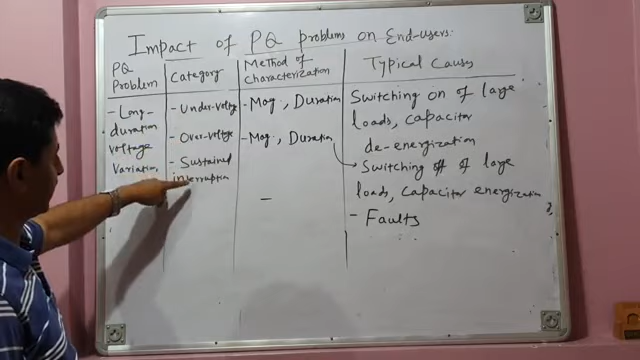 Impact of PQ problems on End-users:
PQ Problem
Category
Method of Characterization
Typical Causes
- Long-duration voltage Variation
- Under-voltage
- Mag, Duration
Switching on of large loads, capacitor de-energization
- Over-voltage
- Mag, Duration
Switching off of large loads, capacitor energization
- Sustained interruption
-
- Faults